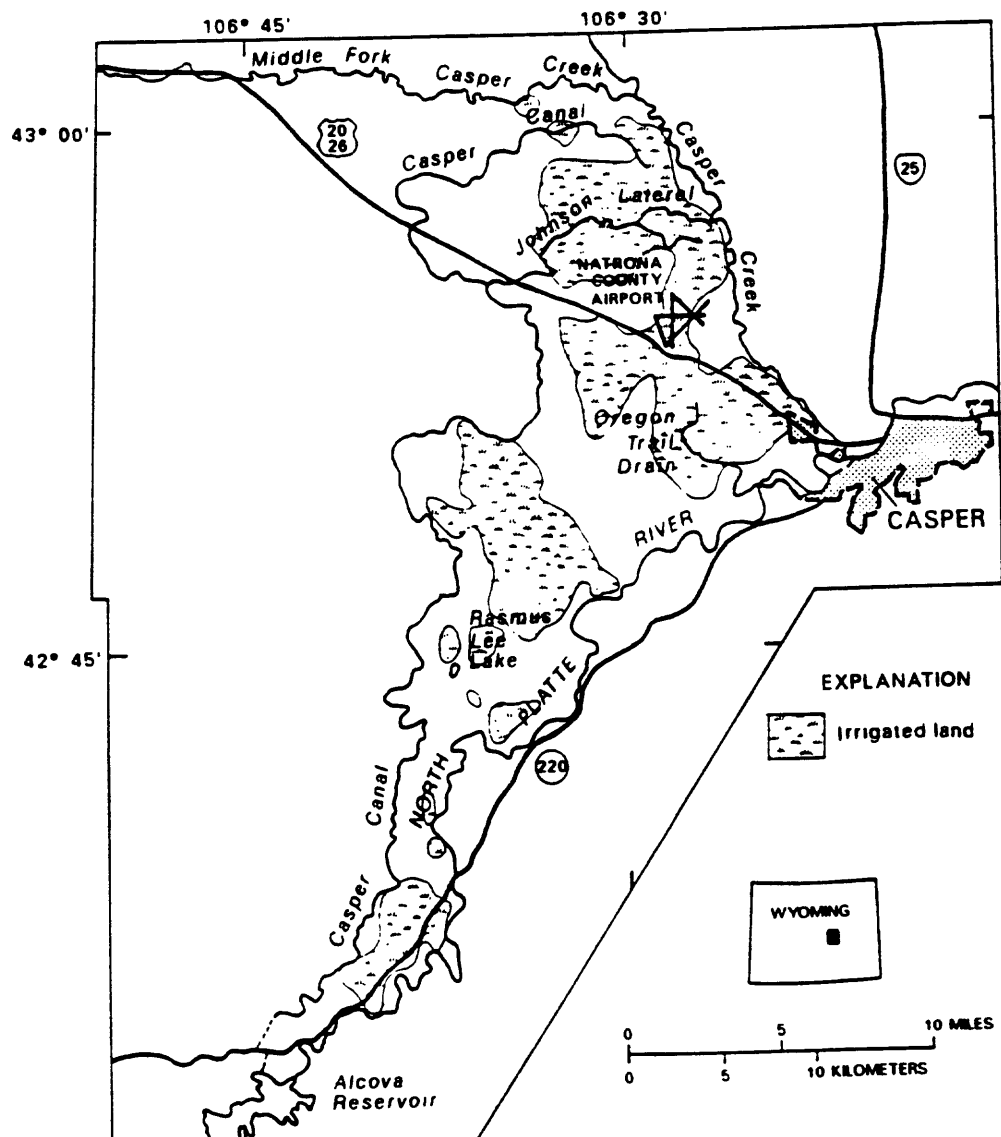 106° 45'
106° 30'
Middle Fork
Casper
Creek
43° 00'
20
26
Canal
Casper
Casper
25
Lateral
Johnson
Creek
NATRONA
COUNTY
AIRPORT
Oregon
Trail
Drain
RIVER
CASPER
Rasmus
Lee
Lake
42° 45'
PLATTE
EXPLANATION
Irrigated land
220
NORTH
Canal
Casper
WYOMING
0 5 10 MILES
0 5 10 KILOMETERS
Alcova
Reservoir